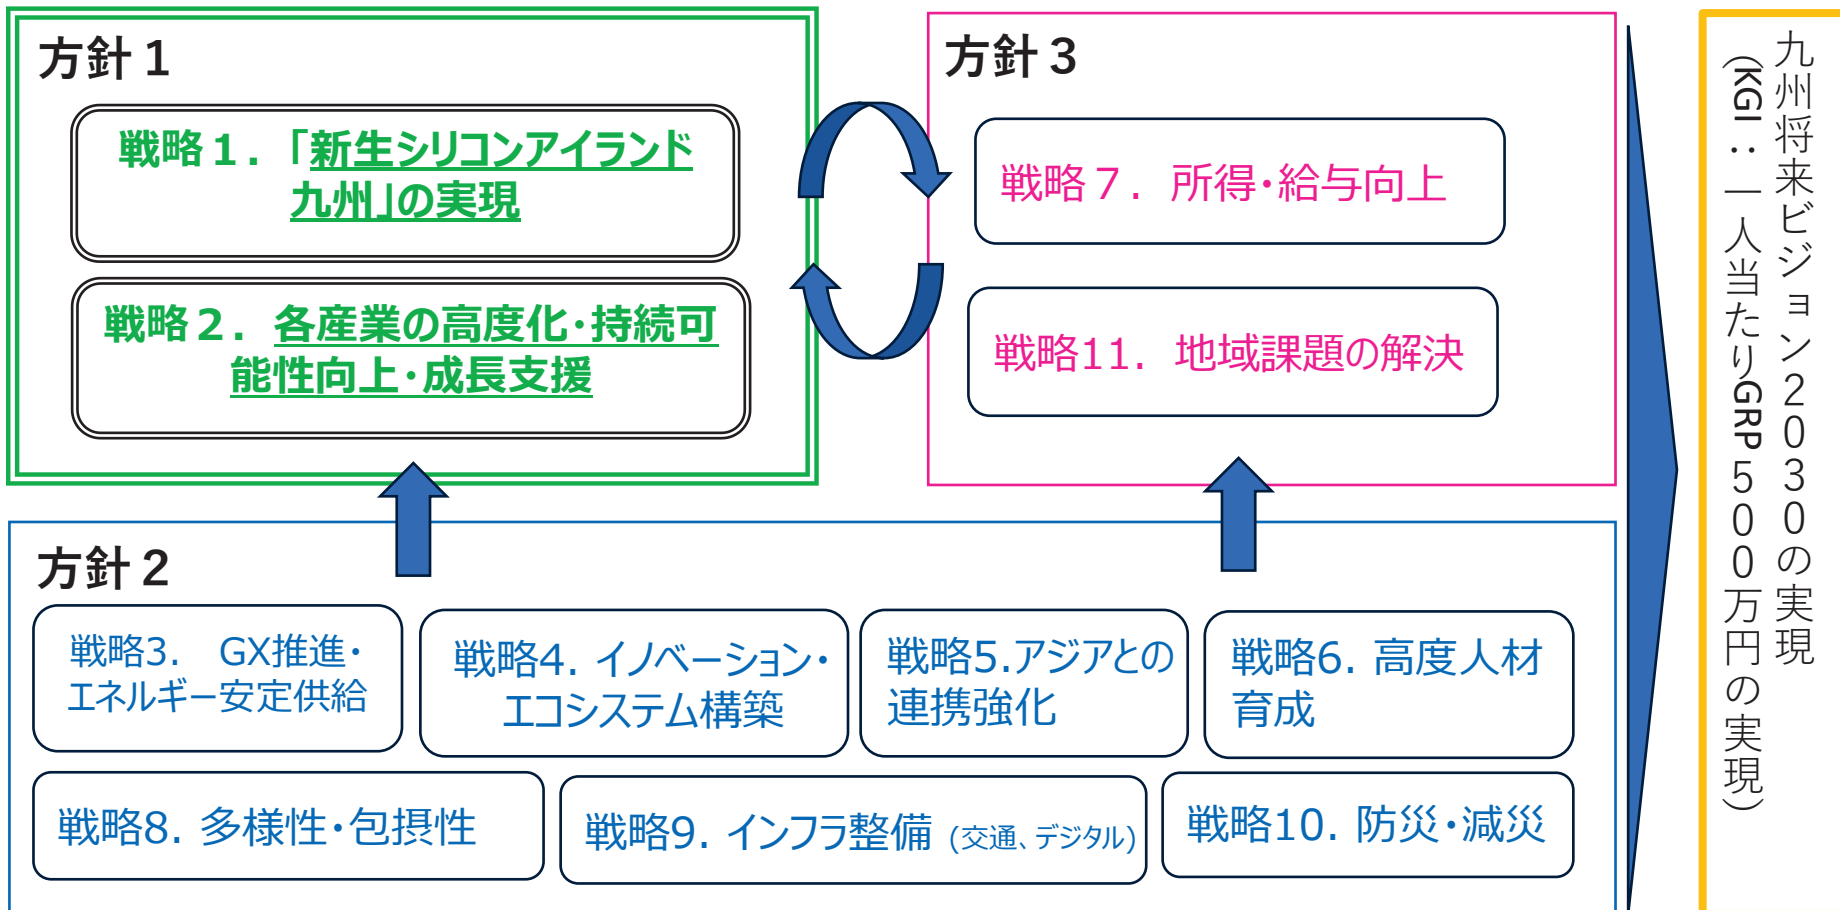 方針１
戦略１．「新生シリコンアイランド
九州」の実現
戦略２．各産業の高度化・持続可
能性向上・成長支援
方針３
戦略７．所得・給与向上
戦略11．地域課題の解決
方針２
戦略3．　GX推進・
エネルギー安定供給
戦略4．イノベーション・
エコシステム構築
戦略5.アジアとの
連携強化
戦略6．高度人材
育成
戦略8．多様性・包摂性
戦略9．インフラ整備 (交通、デジタル)
戦略10．防災・減災
九州将来ビジョン２０３０の実現
（KGI：一人当たりGRP５００万円の実現）